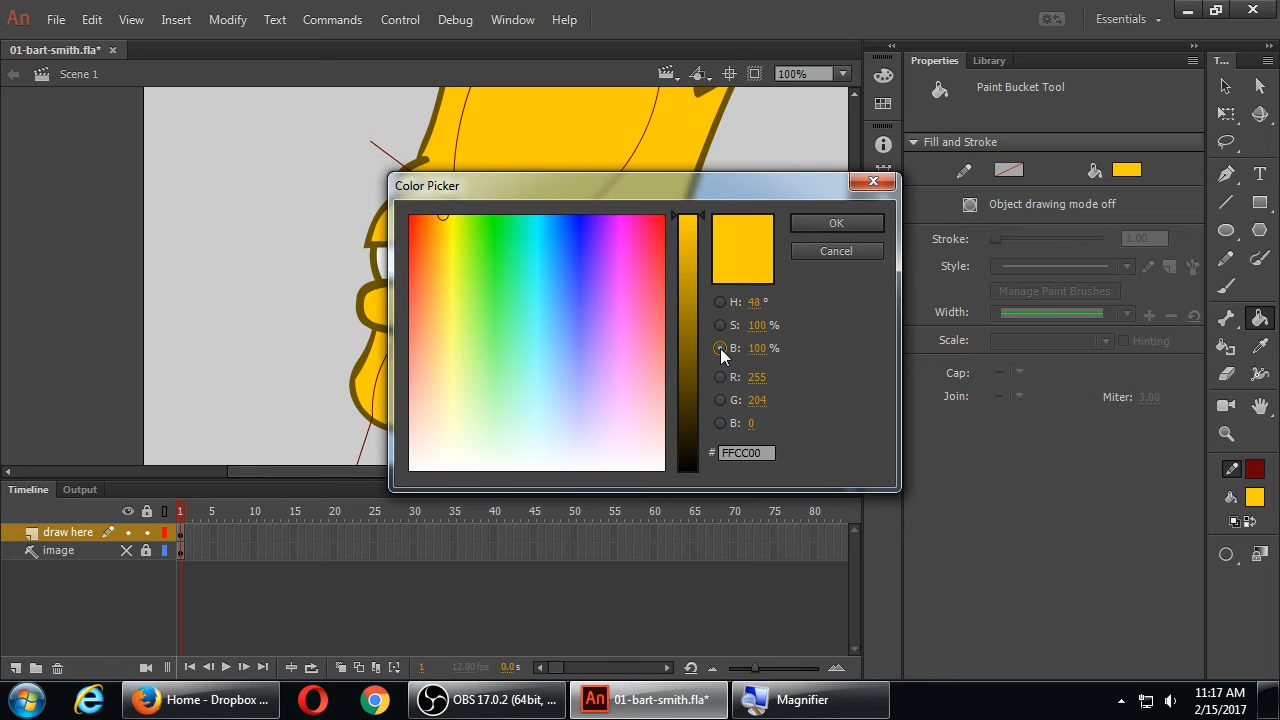 An File Edit View Insert Modify Text Commands Control Debug Window Help Essentials
01-bart-smith.fla*
Scene 1 100%
Properties Library T...
Paint Bucket Tool
Fill and Stroke
Object drawing mode off
Stroke: 1.00
Style:
Manage Paint Brushes
Width:
Scale: Hinting
Cap:
Join: Miter: 3.00
Color Picker
OK
Cancel
H: 48 °
S: 100 %
B: 100 %
R: 255
G: 204
B: 0
# FFCC00
Timeline Output
1 5 10 15 20 25 30 35 40 45 50 55 60 65 70 75 80
draw here
image
1 12.00 fps 0.0 s
Home - Dropbox ... OBS 17.0.2 (64bit, ... An 01-bart-smith.fla* Magnifier
11:17 AM
2/15/2017